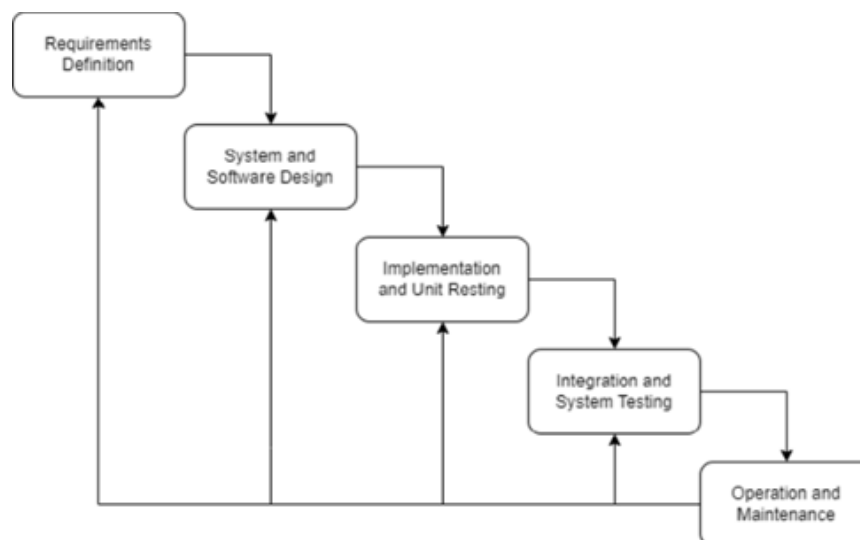 Requirements
Definition
System and
Software Design
Implementation
and Unit Resting
Integration and
System Testing
Operation and
Maintenance